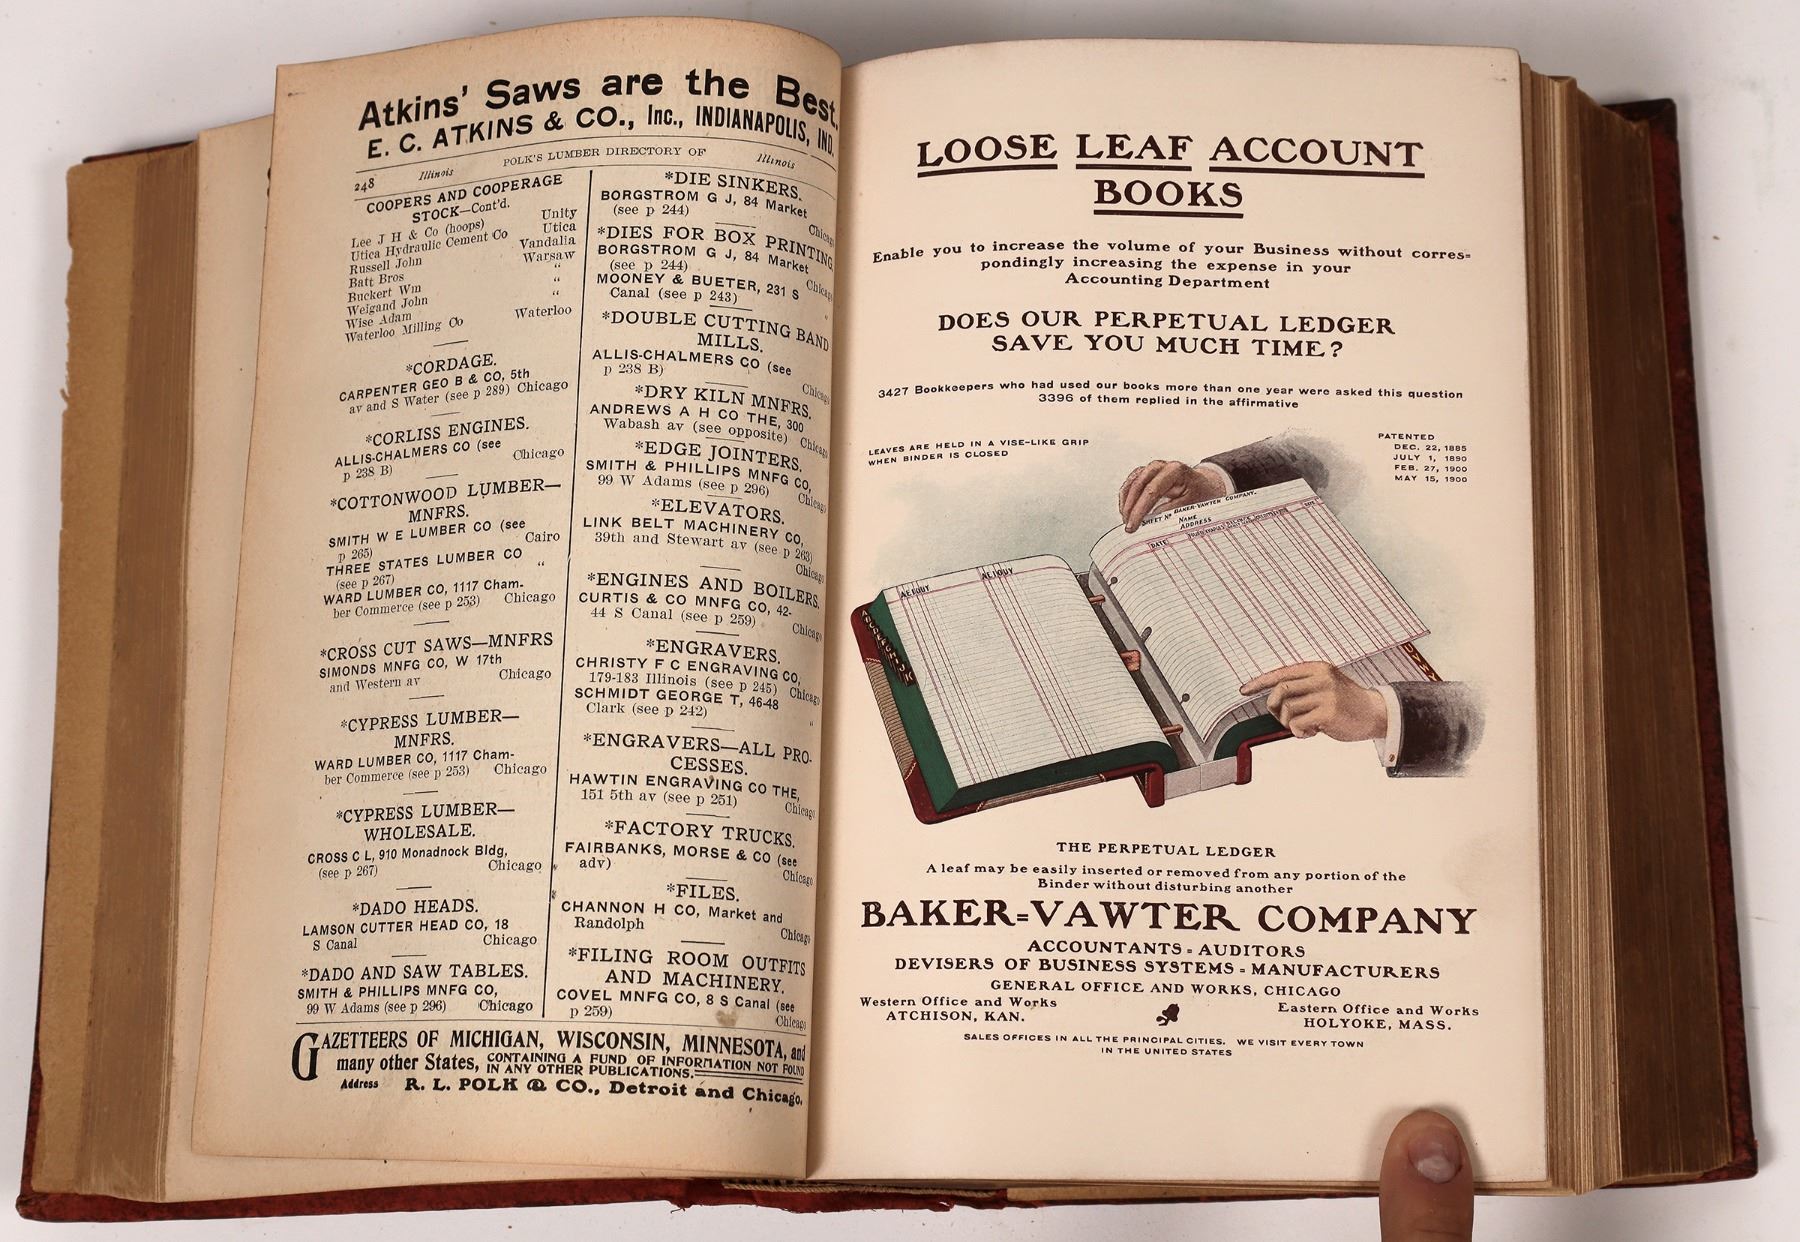 Atkins' Saws are the Best.
E. C. ATKINS & CO., Inc., INDIANAPOLIS, IND.
248 Illinois POLK'S LUMBER DIRECTORY OF Illinois
COOPERS AND COOPERAGE
STOCK—Cont'd.
Lee J H & Co (hoops) Unity
Utica Hydraulic Cement Co Utica
Russell John Vandalia
Batt Bros Warsaw
Buckert Wm "
Weigand John "
Wise Adam "
Waterloo Milling Co Waterloo
*CORDAGE.
CARPENTER GEO B & CO, 5th
av and S Water (see p 289) Chicago
*CORLISS ENGINES.
ALLIS-CHALMERS CO (see
p 238 B) Chicago
*COTTONWOOD LUMBER—
MNFRS.
SMITH W E LUMBER CO (see
p 265) Cairo
THREE STATES LUMBER CO
(see p 267) "
WARD LUMBER CO, 1117 Cham-
ber Commerce (see p 253) Chicago
*CROSS CUT SAWS—MNFRS
SIMONDS MNFG CO, W 17th
and Western av Chicago
*CYPRESS LUMBER—
MNFRS.
WARD LUMBER CO, 1117 Cham-
ber Commerce (see p 253) Chicago
*CYPRESS LUMBER—
WHOLESALE.
CROSS C L, 910 Monadnock Bldg,
(see p 267) Chicago
*DADO HEADS.
LAMSON CUTTER HEAD CO, 18
S Canal Chicago
*DADO AND SAW TABLES.
SMITH & PHILLIPS MNFG CO,
99 W Adams (see p 296) Chicago
*DIE SINKERS.
BORGSTROM G J, 84 Market
(see p 244) Chicago
*DIES FOR BOX PRINTING.
BORGSTROM G J, 84 Market
(see p 244) Chicago
MOONEY & BUETER, 231 S
Canal (see p 243) "
*DOUBLE CUTTING BAND
MILLS.
ALLIS-CHALMERS CO (see
p 238 B) Chicago
*DRY KILN MNFRS.
ANDREWS A H CO THE, 300
Wabash av (see opposite) Chicago
*EDGE JOINTERS.
SMITH & PHILLIPS MNFG CO,
99 W Adams (see p 296) Chicago
*ELEVATORS.
LINK BELT MACHINERY CO,
39th and Stewart av (see p 263)
Chicago
*ENGINES AND BOILERS.
CURTIS & CO MNFG CO, 42-
44 S Canal (see p 259) Chicago
*ENGRAVERS.
CHRISTY F C ENGRAVING CO,
179-183 Illinois (see p 245) Chicago
SCHMIDT GEORGE T, 46-48
Clark (see p 242) "
*ENGRAVERS—ALL PRO-
CESSES.
HAWTIN ENGRAVING CO THE,
151 5th av (see p 251) Chicago
*FACTORY TRUCKS.
FAIRBANKS, MORSE & CO (see
adv) Chicago
*FILES.
CHANNON H CO, Market and
Randolph Chicago
*FILING ROOM OUTFITS
AND MACHINERY.
COVEL MNFG CO, 8 S Canal (see
p 259) Chicago
GAZETTEERS OF MICHIGAN, WISCONSIN, MINNESOTA, and
many other States, CONTAINING A FUND OF INFORMATION NOT FOUND
IN ANY OTHER PUBLICATIONS.
Address R. L. POLK & CO., Detroit and Chicago.
LOOSE LEAF ACCOUNT
BOOKS
Enable you to increase the volume of your Business without corres=
pondingly increasing the expense in your
Accounting Department
DOES OUR PERPETUAL LEDGER
SAVE YOU MUCH TIME?
3427 Bookkeepers who had used our books more than one year were asked this question
3396 of them replied in the affirmative
LEAVES ARE HELD IN A VISE-LIKE GRIP
WHEN BINDER IS CLOSED
PATENTED
DEC. 22, 1885
JULY 1, 1890
FEB. 27, 1900
MAY 15, 1900
BAKER-VAWTER COMPANY.
SHEET No NAME
ADDRESS
DATE
AEIOUY AEIOUY
THE PERPETUAL LEDGER
A leaf may be easily inserted or removed from any portion of the
Binder without disturbing another
BAKER=VAWTER COMPANY
ACCOUNTANTS = AUDITORS
DEVISERS OF BUSINESS SYSTEMS = MANUFACTURERS
GENERAL OFFICE AND WORKS, CHICAGO
Western Office and Works
ATCHISON, KAN.
Eastern Office and Works
HOLYOKE, MASS.
SALES OFFICES IN ALL THE PRINCIPAL CITIES. WE VISIT EVERY TOWN
IN THE UNITED STATES